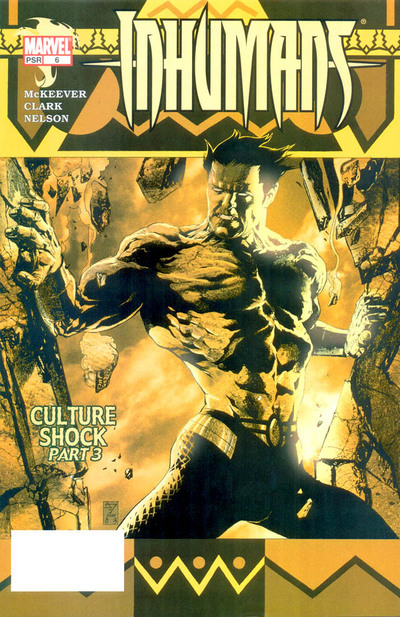 MARVEL
PSR 6
McKEEVER
CLARK
NELSON
INHUMANS
CULTURE
SHOCK
PART 3